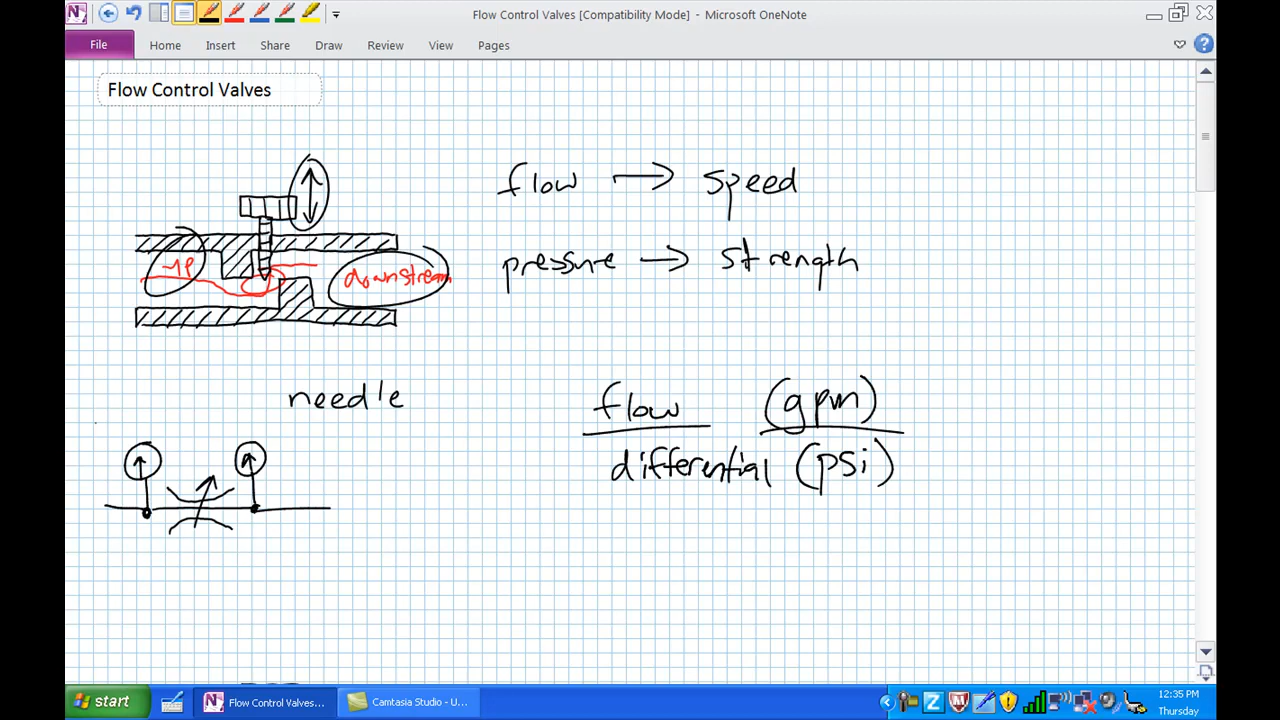 Flow Control Valves [Compatibility Mode] - Microsoft OneNote
File Home Insert Share Draw Review View Pages
Flow Control Valves
flow → speed
up downstream
pressure → strength
needle
flow (gpm)
differential (psi)
start Flow Control Valves... Camtasia Studio - U... 12:35 PM
Thursday